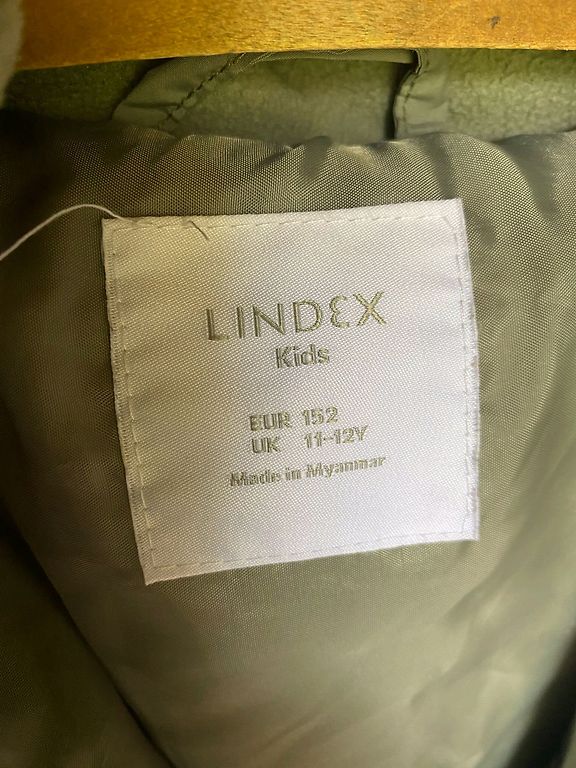 LINDEX
Kids
EUR 152
UK 11-12Y
Made in Myanmar